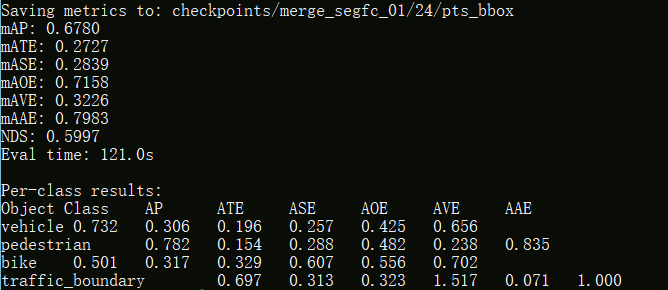 Saving metrics to: checkpoints/merge_segfc_01/24/pts_bbox
mAP: 0.6780
mATE: 0.2727
mASE: 0.2839
mAOE: 0.7158
mAVE: 0.3226
mAAE: 0.7983
NDS: 0.5997
Eval time: 121.0s

Per-class results:
Object Class AP ATE ASE AOE AVE AAE
vehicle 0.732 0.306 0.196 0.257 0.425 0.656
pedestrian 0.782 0.154 0.288 0.482 0.238 0.835
bike 0.501 0.317 0.329 0.607 0.556 0.702
traffic_boundary 0.697 0.313 0.323 1.517 0.071 1.000